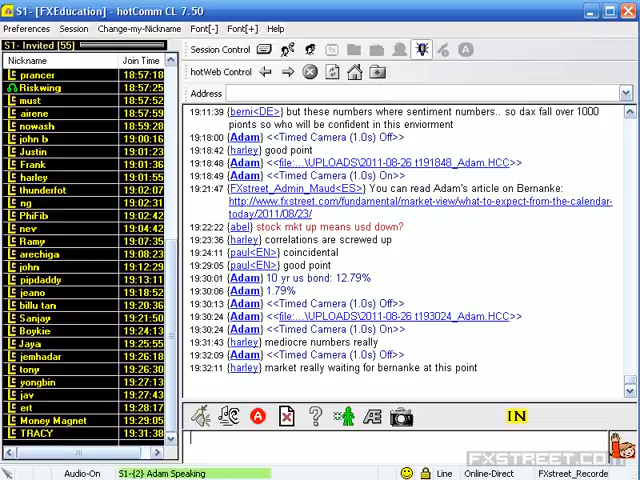 S1- [FXEducation] - hotComm CL 7.50
Preferences Session Change-my-Nickname Font[-] Font[+] Help
S1- Invited [55]
Nickname Join Time
prancer 18:57:18
Riskwing 18:57:25
must 18:57:52
airene 18:57:59
nowash 18:59:28
john b 19:00:16
Justin 19:01:23
Frank 19:01:36
harley 19:01:55
thunderfot 19:02:07
ng 19:02:31
PhiFib 19:02:42
nev 19:04:42
Ramy 19:07:35
arechiga 19:08:23
john 19:12:29
pipdaddy 19:13:11
jeano 19:18:52
billu tan 19:20:36
Sanjay 19:21:50
Boykie 19:24:13
Jaya 19:25:55
jemhadar 19:26:18
tony 19:26:30
yongbin 19:27:13
jav 19:27:43
ert 19:28:17
Money Magnet 19:29:05
TRACY 19:31:38
Session Control
hotWeb Control
Address
19:11:39 {berni<DE>} but these numbers where sentiment numbers.. so dax fall over 1000
pionts so who will be confident in this enviorment
19:18:00 {Adam} <<Timed Camera (1.0s) Off>>
19:18:42 {harley} good point
19:18:48 {Adam} <<file:...\UPLOADS\2011-08-26 t191848_Adam.HCC>>
19:18:49 {Adam} <<Timed Camera (1.0s) On>>
19:21:47 {FXstreet_Admin_Maud<ES>} You can read Adam's article on Bernanke:
http://www.fxstreet.com/fundamental/market-view/what-to-expect-from-the-calendar-
today/2011/08/23/
19:22:22 {abel} stock mkt up means usd down?
19:23:36 {harley} correlations are screwed up
19:27:31 {paul<EN>} coincidental
19:29:05 {paul<EN>} good point
19:30:01 {Adam} 10 yr us bond: 12.79%
19:30:06 {Adam} 1.79%
19:30:13 {Adam} <<Timed Camera (1.0s) Off>>
19:30:24 {Adam} <<file:...\UPLOADS\2011-08-26 t193024_Adam.HCC>>
19:30:24 {Adam} <<Timed Camera (1.0s) On>>
19:31:43 {harley} mediocre numbers really
19:32:09 {Adam} <<Timed Camera (1.0s) Off>>
19:32:11 {harley} market really waiting for bernanke at this point
A Æ IN
Audio-On S1-{2} Adam Speaking Line Online-Direct FXstreet_Recorde
FXSTREET.COM